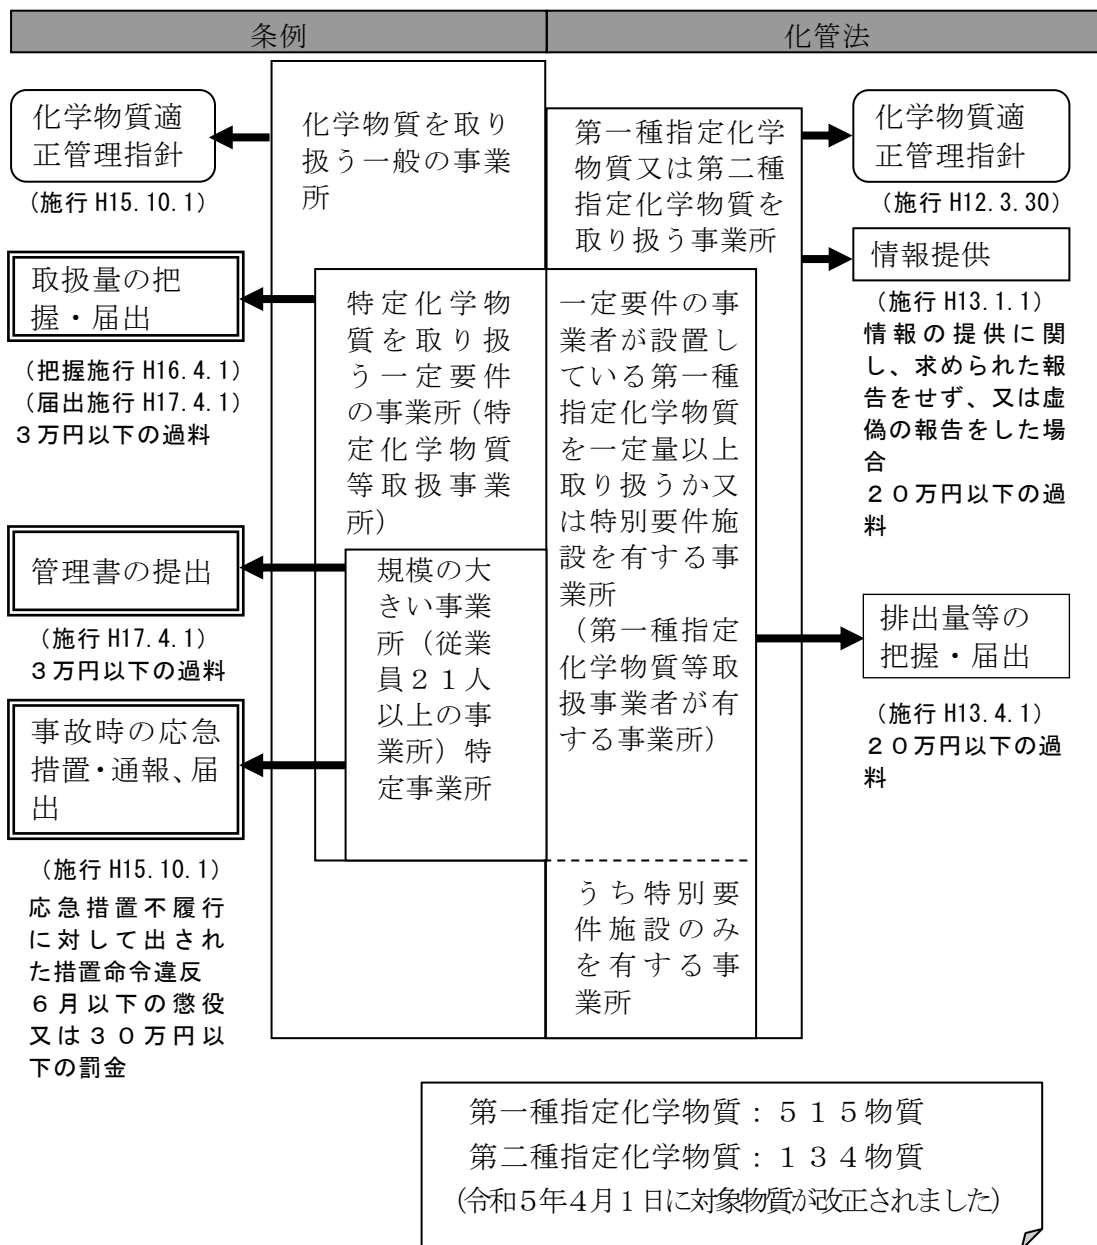 条例
化管法
化学物質適
正管理指針
(施行 H15.10.1)
取扱量の把
握・届出
(把握施行 H16.4.1)
(届出施行 H17.4.1)
３万円以下の過料
管理書の提出
(施行 H17.4.1)
３万円以下の過料
事故時の応急
措置・通報、届
出
(施行 H15.10.1)
応急措置不履行
に対して出され
た措置命令違反
６月以下の懲役
又は３０万円以
下の罰金
化学物質を取り
扱う一般の事業
所
特定化学物
質を取り扱
う一定要件
の事業所(特
定化学物質
等取扱事業
所)
規模の大
きい事業
所（従業
員２１人
以上の事
業所）特
定事業所
第一種指定化学
物質又は第二種
指定化学物質を
取り扱う事業所
一定要件の事
業者が設置し
ている第一種
指定化学物質
を一定量以上
取り扱うか又
は特別要件施
設を有する事
業所
（第一種指定
化学物質等取
扱事業者が有
する事業所)
うち特別要
件施設のみ
を有する事
業所
化学物質適
正管理指針
(施行 H12.3.30)
情報提供
(施行 H13.1.1)
情報の提供に関
し、求められた報
告をせず、又は虚
偽の報告をした場
合
２０万円以下の過
料
排出量等の
把握・届出
(施行 H13.4.1)
２０万円以下の過
料
第一種指定化学物質：５１５物質
第二種指定化学物質：１３４物質
(令和５年４月１日に対象物質が改正されました)